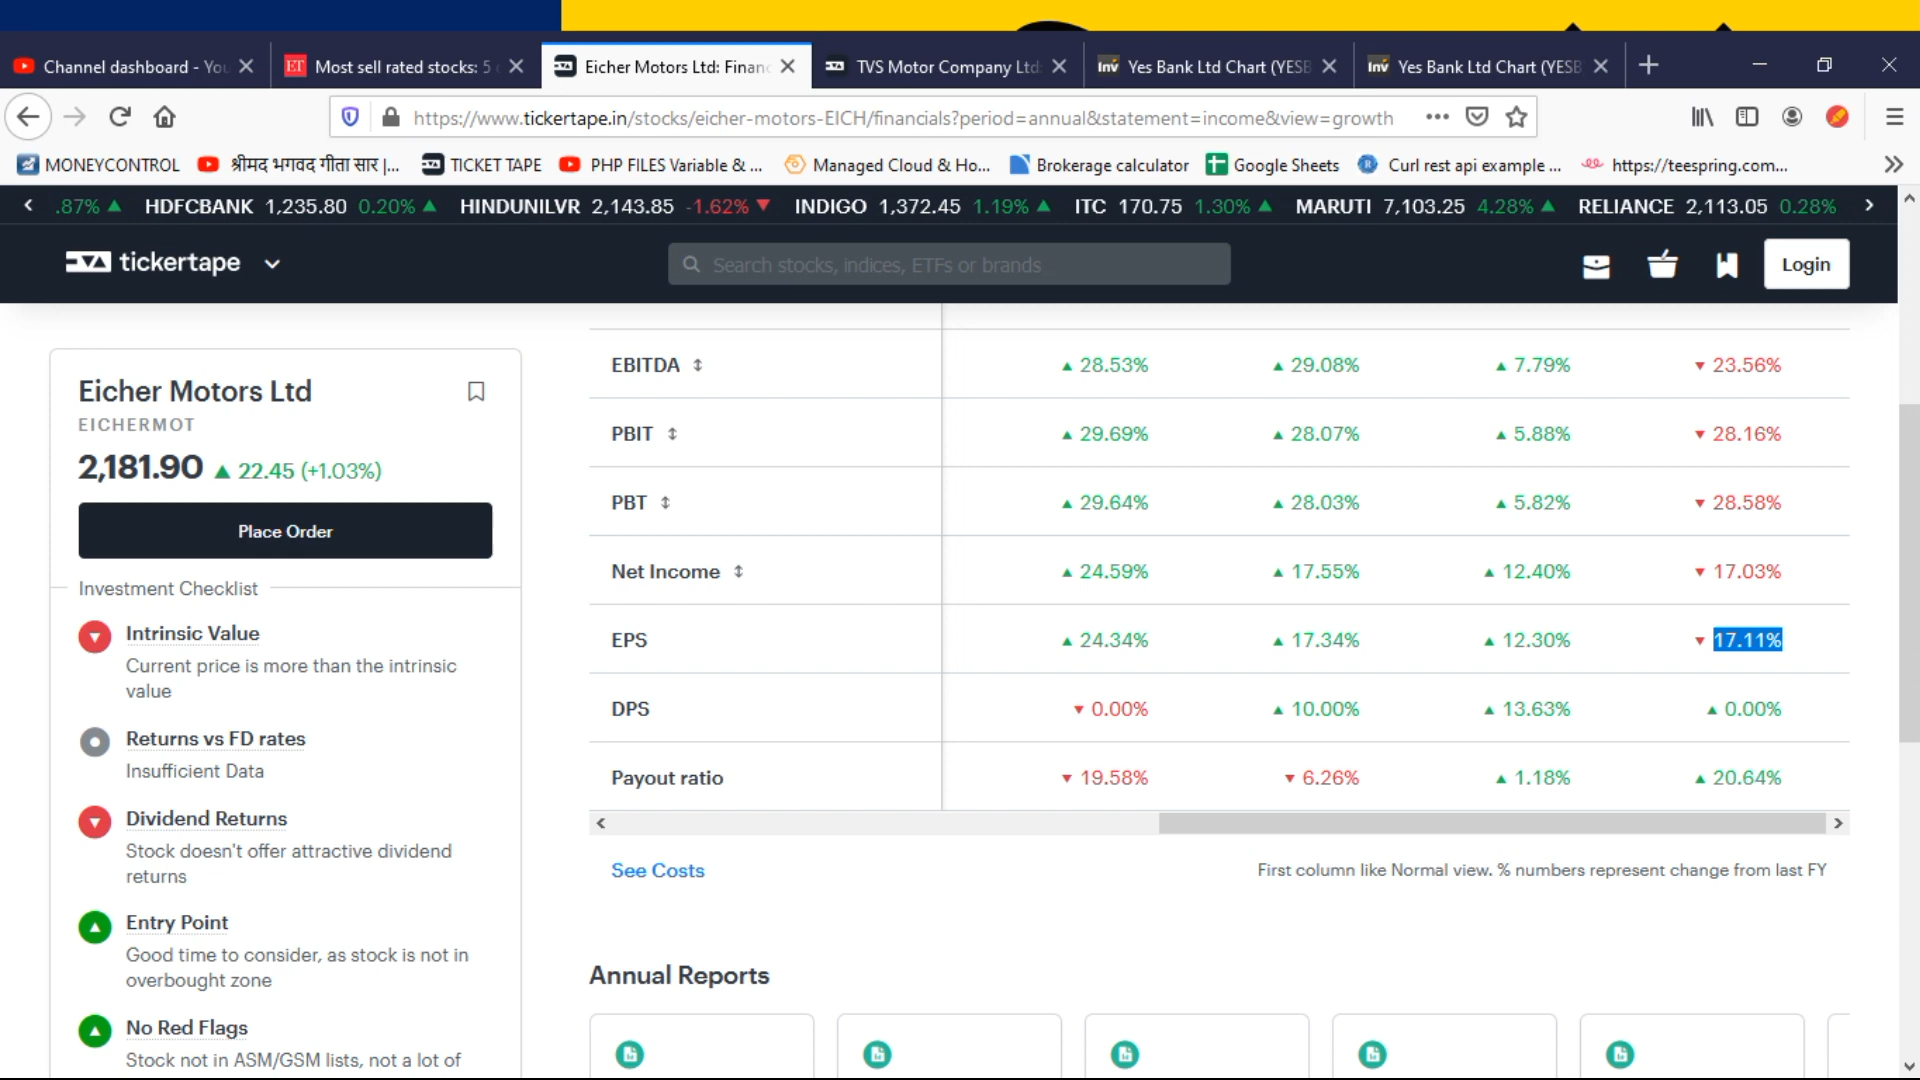 Channel dashboard - You
Most sell rated stocks: 5
Eicher Motors Ltd: Financ
TVS Motor Company Ltd
Yes Bank Ltd Chart (YESB
Yes Bank Ltd Chart (YESB
https://www.tickertape.in/stocks/eicher-motors-EICH/financials?period=annual&statement=income&view=growth
MONEYCONTROL
श्रीमद भगवद गीता सार |...
TICKET TAPE
PHP FILES Variable & ...
Managed Cloud & Ho...
Brokerage calculator
Google Sheets
Curl rest api example ...
https://teespring.com...
.87% ▲ HDFCBANK 1,235.80 0.20% ▲ HINDUNILVR 2,143.85 -1.62% ▼ INDIGO 1,372.45 1.19% ▲ ITC 170.75 1.30% ▲ MARUTI 7,103.25 4.28% ▲ RELIANCE 2,113.05 0.28%
tickertape
Search stocks, indices, ETFs or brands
Login
Eicher Motors Ltd
EICHERMOT
2,181.90 ▲ 22.45 (+1.03%)
Place Order
Investment Checklist
Intrinsic Value
Current price is more than the intrinsic
value
Returns vs FD rates
Insufficient Data
Dividend Returns
Stock doesn't offer attractive dividend
returns
Entry Point
Good time to consider, as stock is not in
overbought zone
No Red Flags
Stock not in ASM/GSM lists, not a lot of
EBITDA ▲ 28.53% ▲ 29.08% ▲ 7.79% ▼ 23.56%
PBIT ▲ 29.69% ▲ 28.07% ▲ 5.88% ▼ 28.16%
PBT ▲ 29.64% ▲ 28.03% ▲ 5.82% ▼ 28.58%
Net Income ▲ 24.59% ▲ 17.55% ▲ 12.40% ▼ 17.03%
EPS ▲ 24.34% ▲ 17.34% ▲ 12.30% ▼ 17.11%
DPS ▼ 0.00% ▲ 10.00% ▲ 13.63% ▲ 0.00%
Payout ratio ▼ 19.58% ▼ 6.26% ▲ 1.18% ▲ 20.64%
See Costs
First column like Normal view. % numbers represent change from last FY
Annual Reports